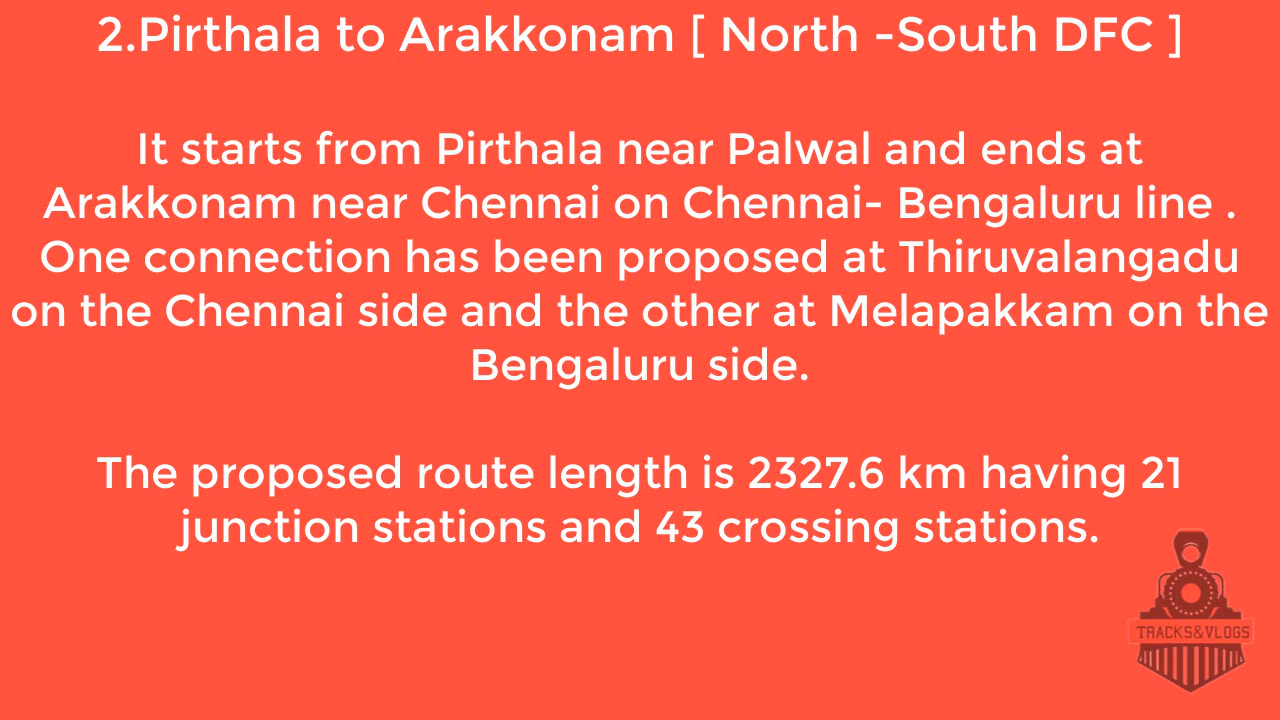 2.Pirthala to Arakkonam [ North -South DFC ]
It starts from Pirthala near Palwal and ends at
Arakkonam near Chennai on Chennai- Bengaluru line .
One connection has been proposed at Thiruvalangadu
on the Chennai side and the other at Melapakkam on the
Bengaluru side.
The proposed route length is 2327.6 km having 21
junction stations and 43 crossing stations.
TRACKS&VLOGS